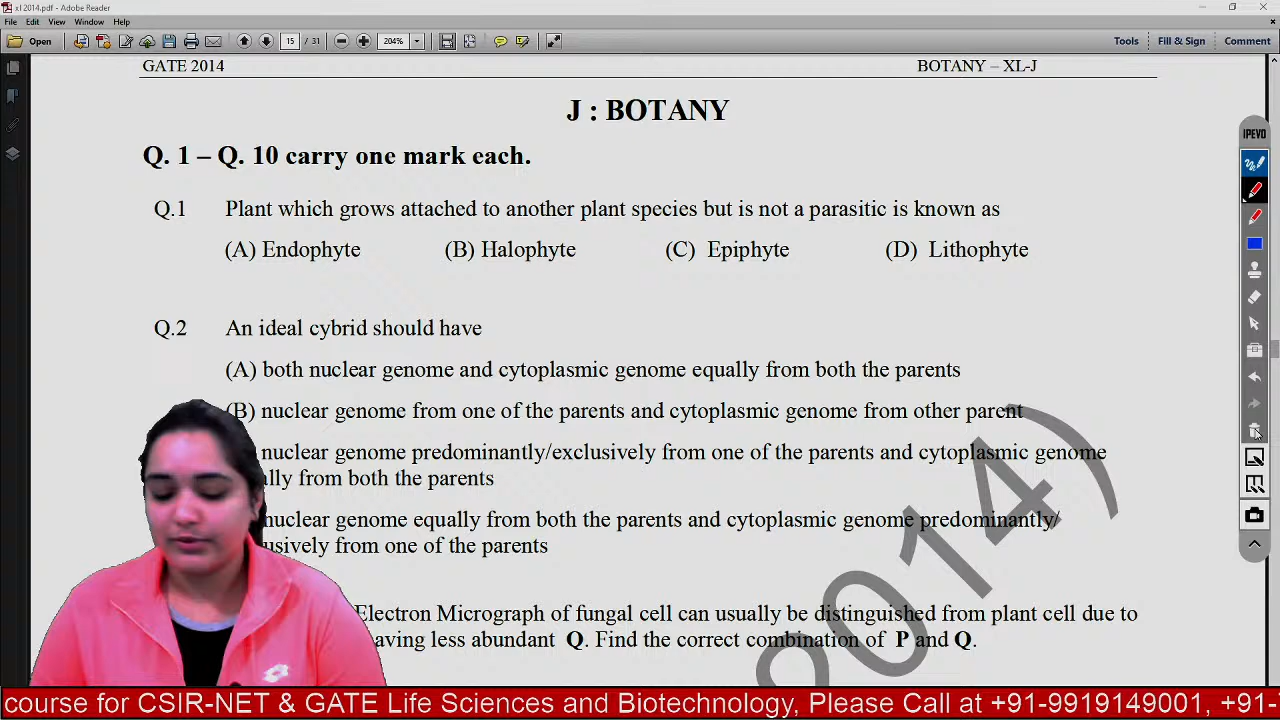 xl 2014.pdf - Adobe Reader
File Edit View Window Help
Open 15 / 31 204% Tools Fill & Sign Comment
GATE 2014 BOTANY – XL-J
J : BOTANY
Q. 1 – Q. 10 carry one mark each.
Q.1 Plant which grows attached to another plant species but is not a parasitic is known as
(A) Endophyte (B) Halophyte (C) Epiphyte (D) Lithophyte
Q.2 An ideal cybrid should have
(A) both nuclear genome and cytoplasmic genome equally from both the parents
(B) nuclear genome from one of the parents and cytoplasmic genome from other parent
nuclear genome predominantly/exclusively from one of the parents and cytoplasmic genome
ally from both the parents
nuclear genome equally from both the parents and cytoplasmic genome predominantly/
usively from one of the parents
Electron Micrograph of fungal cell can usually be distinguished from plant cell due to
aving less abundant Q. Find the correct combination of P and Q.
2014)
IPEVO
course for CSIR-NET & GATE Life Sciences and Biotechnology, Please Call at +91-9919149001, +91-